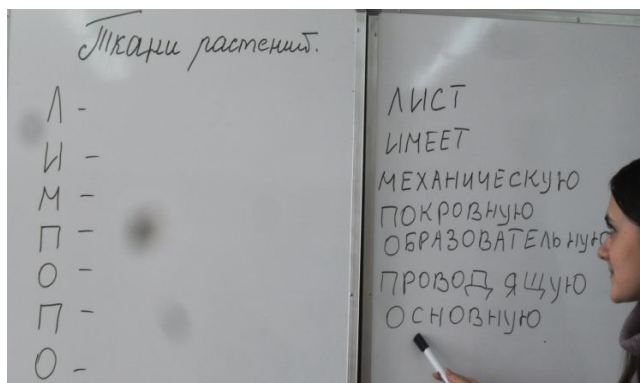 Ткани растений.
Л -
И -
М -
П -
О -
П -
О -
ЛИСТ
ИМЕЕТ
МЕХАНИЧЕСКУЮ
ПОКРОВНУЮ
ОБРАЗОВАТЕЛЬНУЮ
ПРОВОДЯЩУЮ
ОСНОВНУЮ